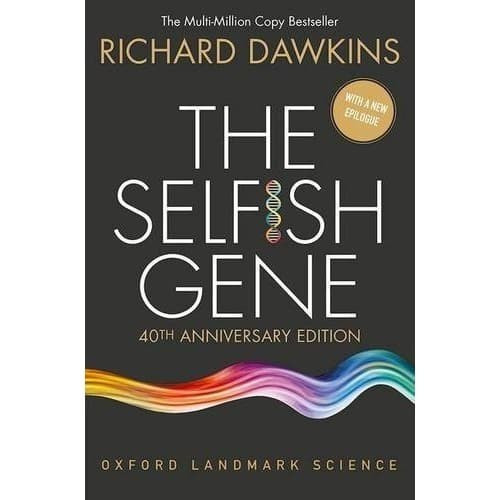 The Multi-Million Copy Bestseller
RICHARD DAWKINS
WITH A NEW
EPILOGUE
THE
SELFISH
GENE
40TH ANNIVERSARY EDITION
OXFORD LANDMARK SCIENCE